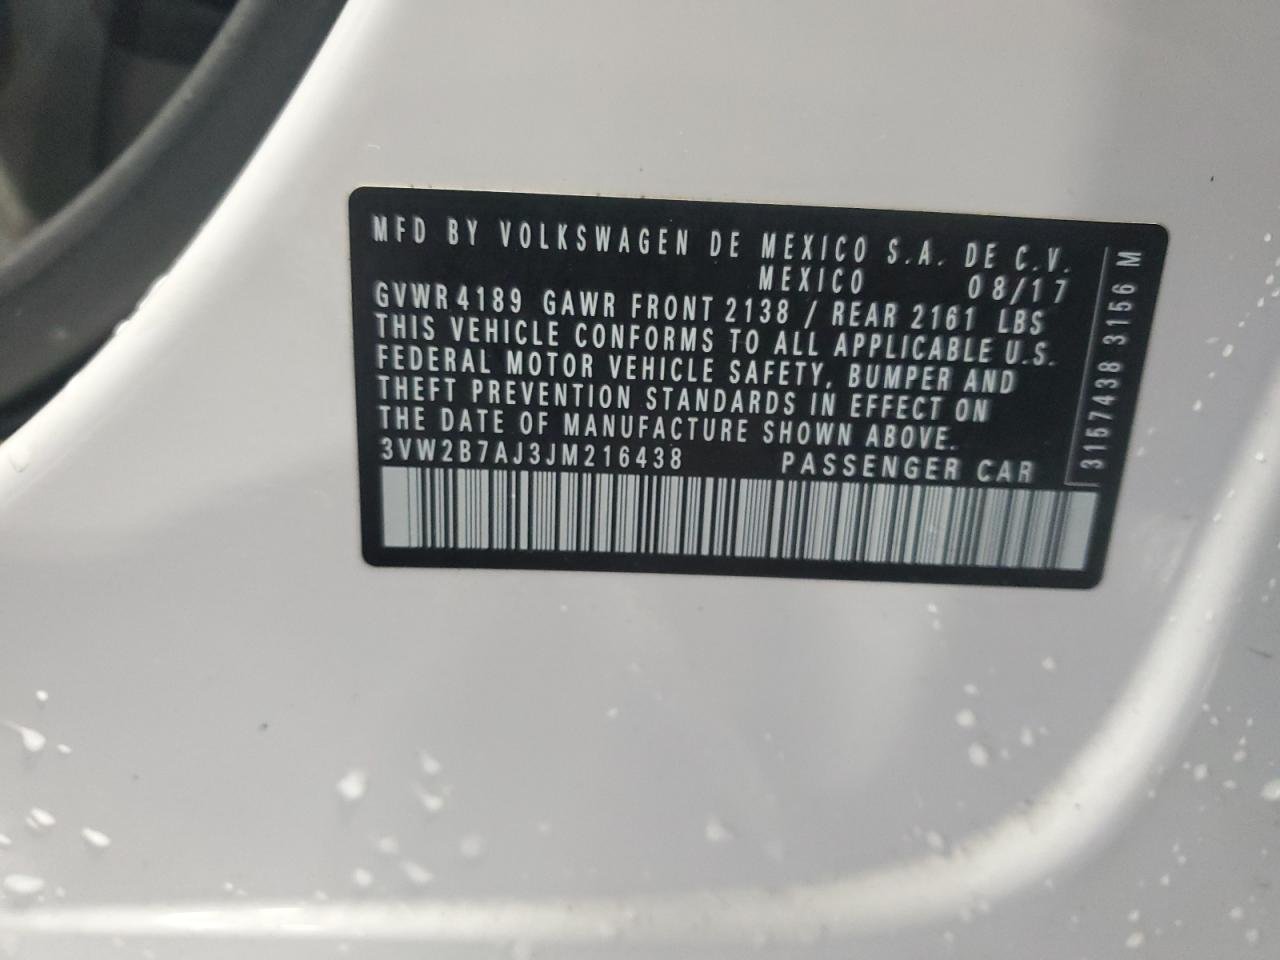 MFD BY VOLKSWAGEN DE MEXICO S.A. DE C.V.
MEXICO 08/17
GVWR 4189 GAWR FRONT 2138 / REAR 2161 LBS
THIS VEHICLE CONFORMS TO ALL APPLICABLE U.S.
FEDERAL MOTOR VEHICLE SAFETY, BUMPER AND
THEFT PREVENTION STANDARDS IN EFFECT ON
THE DATE OF MANUFACTURE SHOWN ABOVE.
3VW2B7AJ3JM216438 PASSENGER CAR
3157438 3156 M